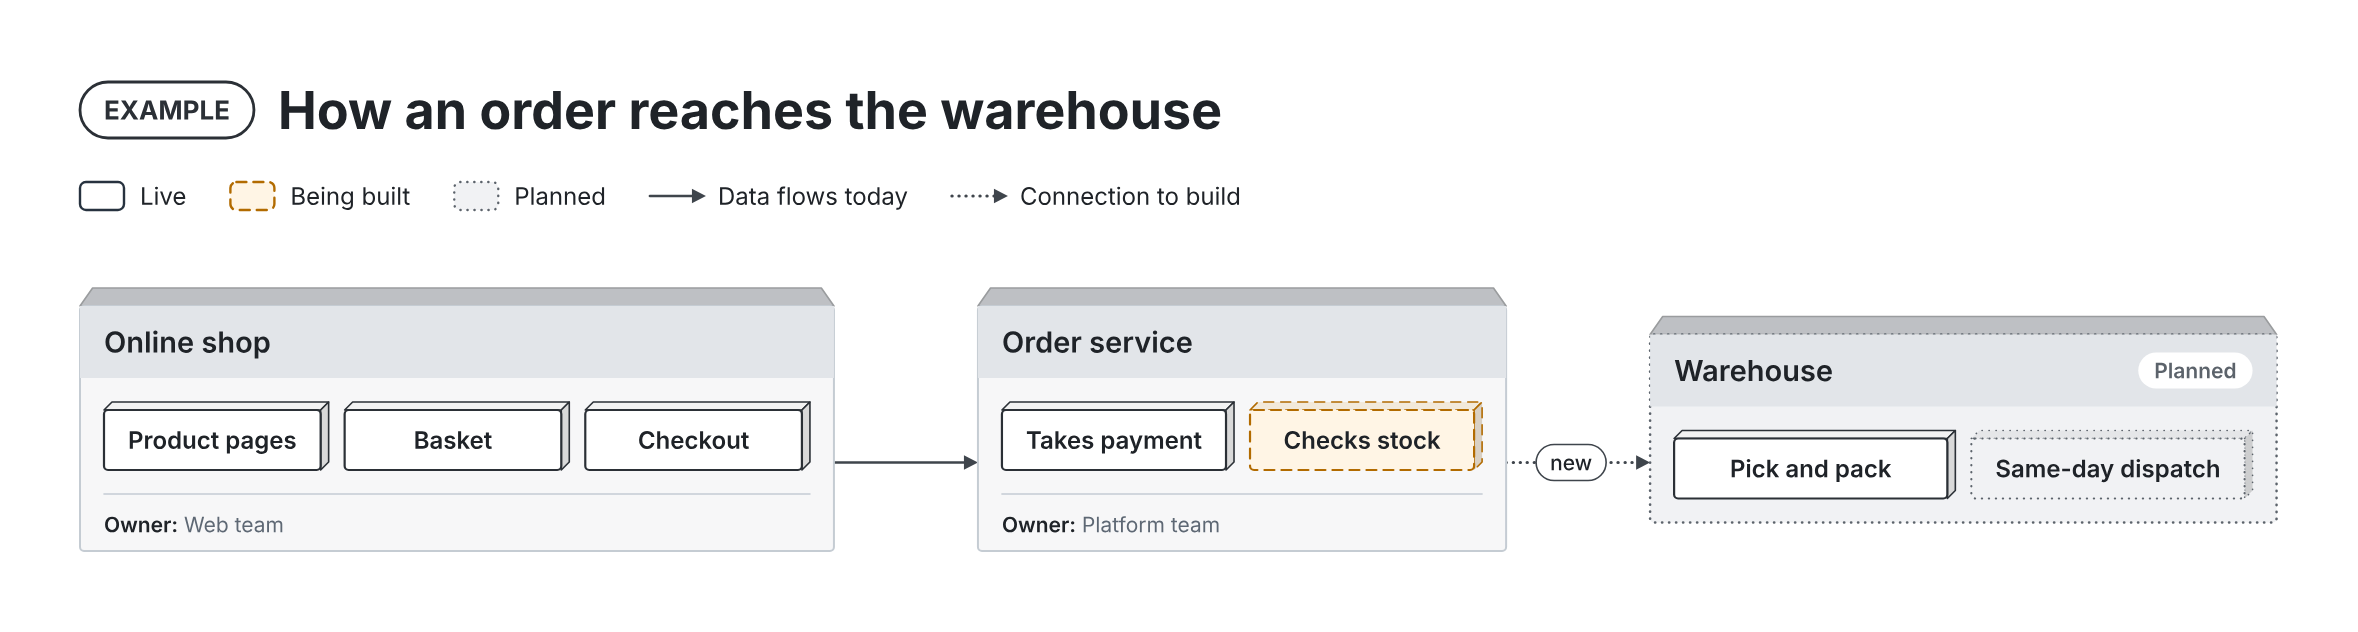 EXAMPLE How an order reaches the warehouse
Live Being built Planned Data flows today Connection to build
Online shop
Product pages Basket Checkout
Owner: Web team
Order service
Takes payment Checks stock
Owner: Platform team
new
Warehouse Planned
Pick and pack Same-day dispatch